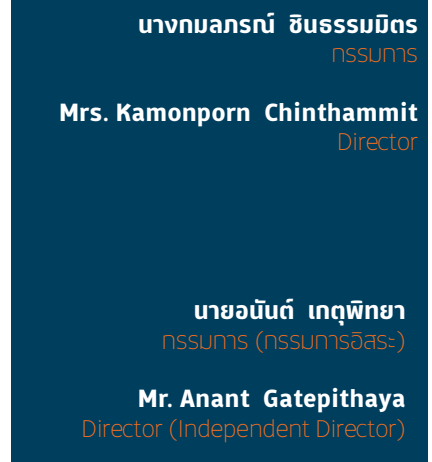 นางกมลภรณ์ ชินธรรมมิตร
กรรมการ
Mrs. Kamonporn Chinthammit
Director
นายอนันต์ เกตุพิทยา
กรรมการ (กรรมการอิสระ)
Mr. Anant Gatepithaya
Director (Independent Director)